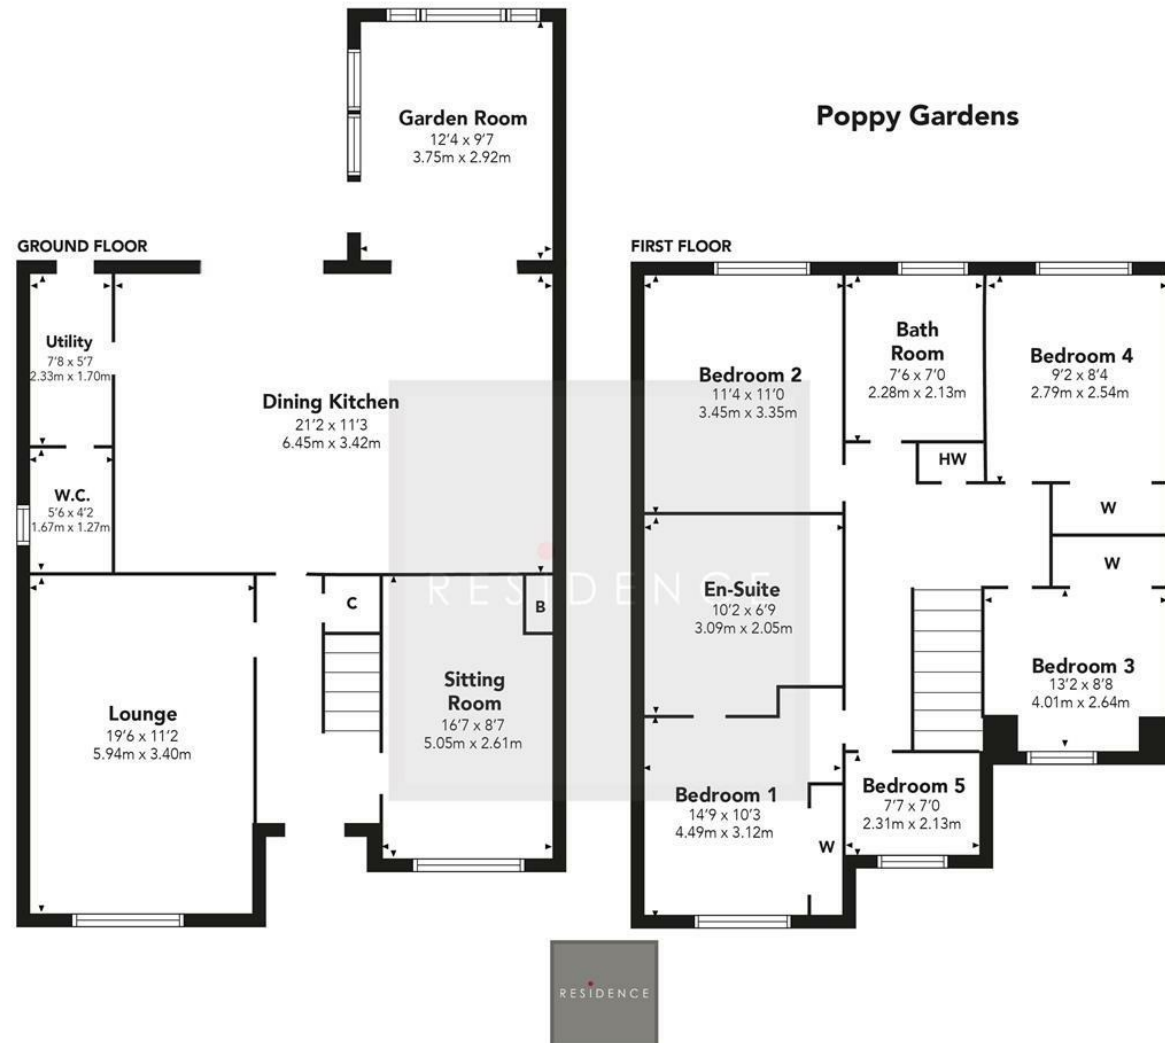 Poppy Gardens
GROUND FLOOR
Garden Room
12'4 x 9'7
3.75m x 2.92m
Utility
7'8 x 5'7
2.33m x 1.70m
Dining Kitchen
21'2 x 11'3
6.45m x 3.42m
W.C.
5'6 x 4'2
1.67m x 1.27m
C
B
Lounge
19'6 x 11'2
5.94m x 3.40m
Sitting
Room
16'7 x 8'7
5.05m x 2.61m
FIRST FLOOR
Bedroom 2
11'4 x 11'0
3.45m x 3.35m
Bath
Room
7'6 x 7'0
2.28m x 2.13m
Bedroom 4
9'2 x 8'4
2.79m x 2.54m
HW
W
W
En-Suite
10'2 x 6'9
3.09m x 2.05m
Bedroom 3
13'2 x 8'8
4.01m x 2.64m
Bedroom 1
14'9 x 10'3
4.49m x 3.12m
W
Bedroom 5
7'7 x 7'0
2.31m x 2.13m
RESIDENCE
RESIDENCE